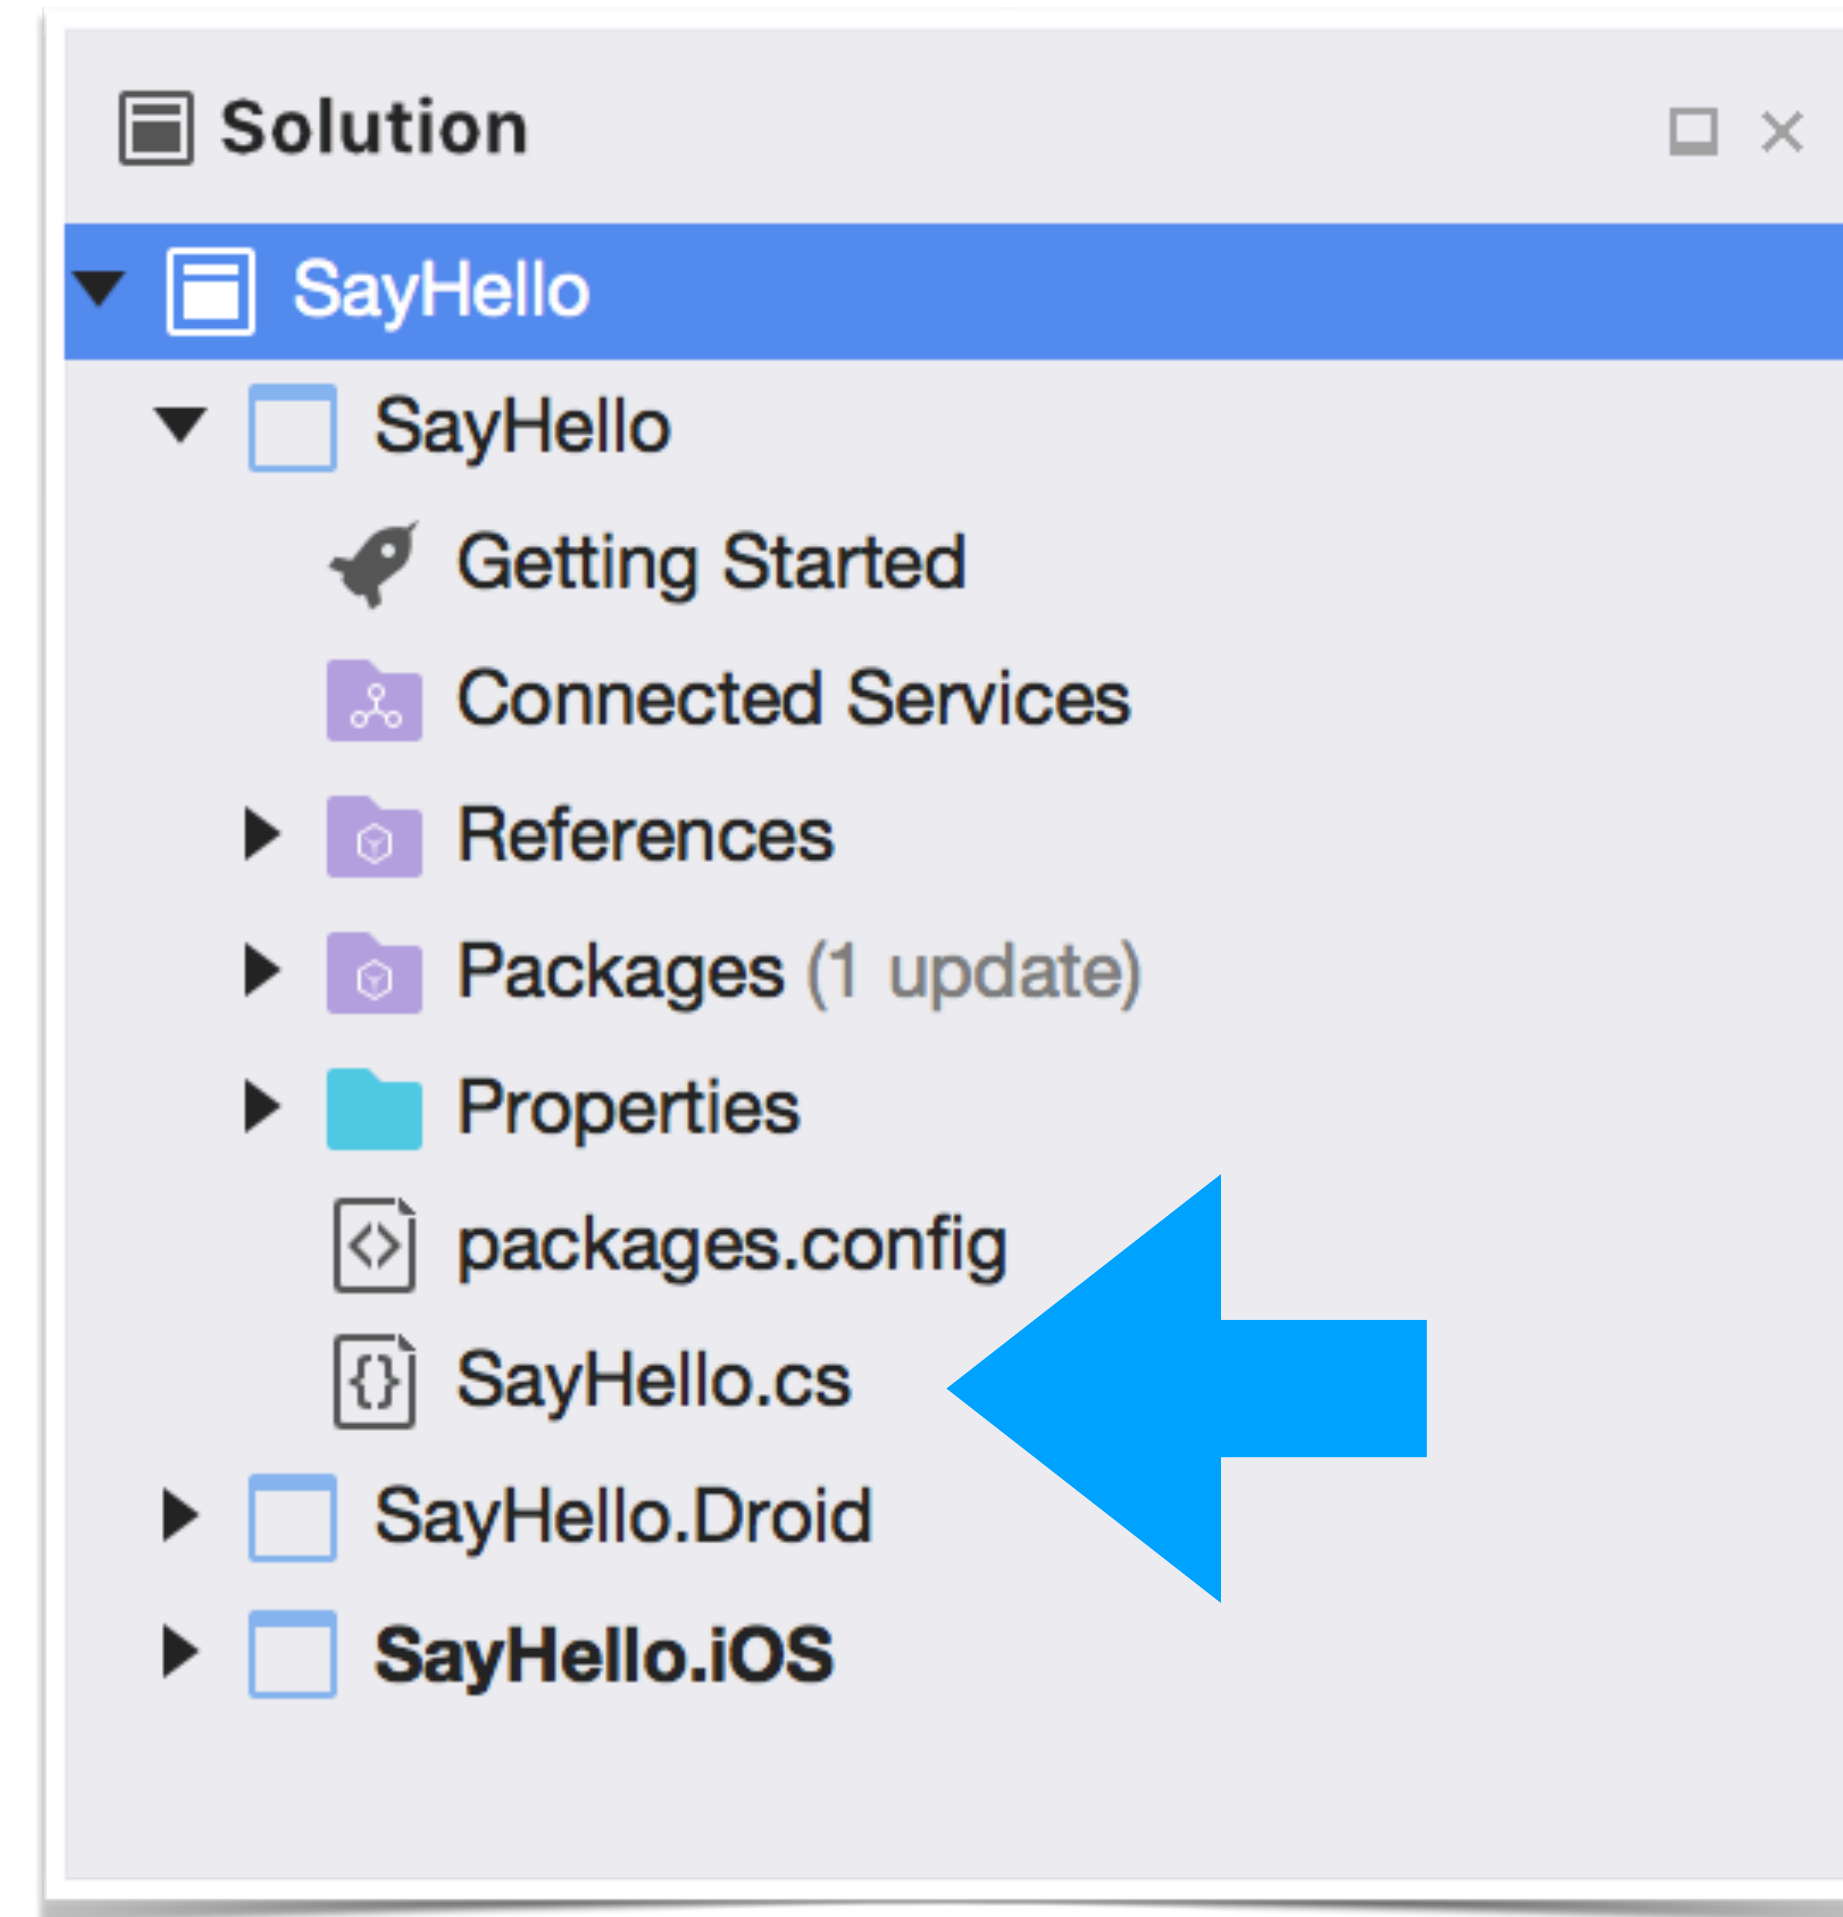 Solution
SayHello
SayHello
Getting Started
Connected Services
References
Packages (1 update)
Properties
packages.config
SayHello.cs
SayHello.Droid
SayHello.iOS